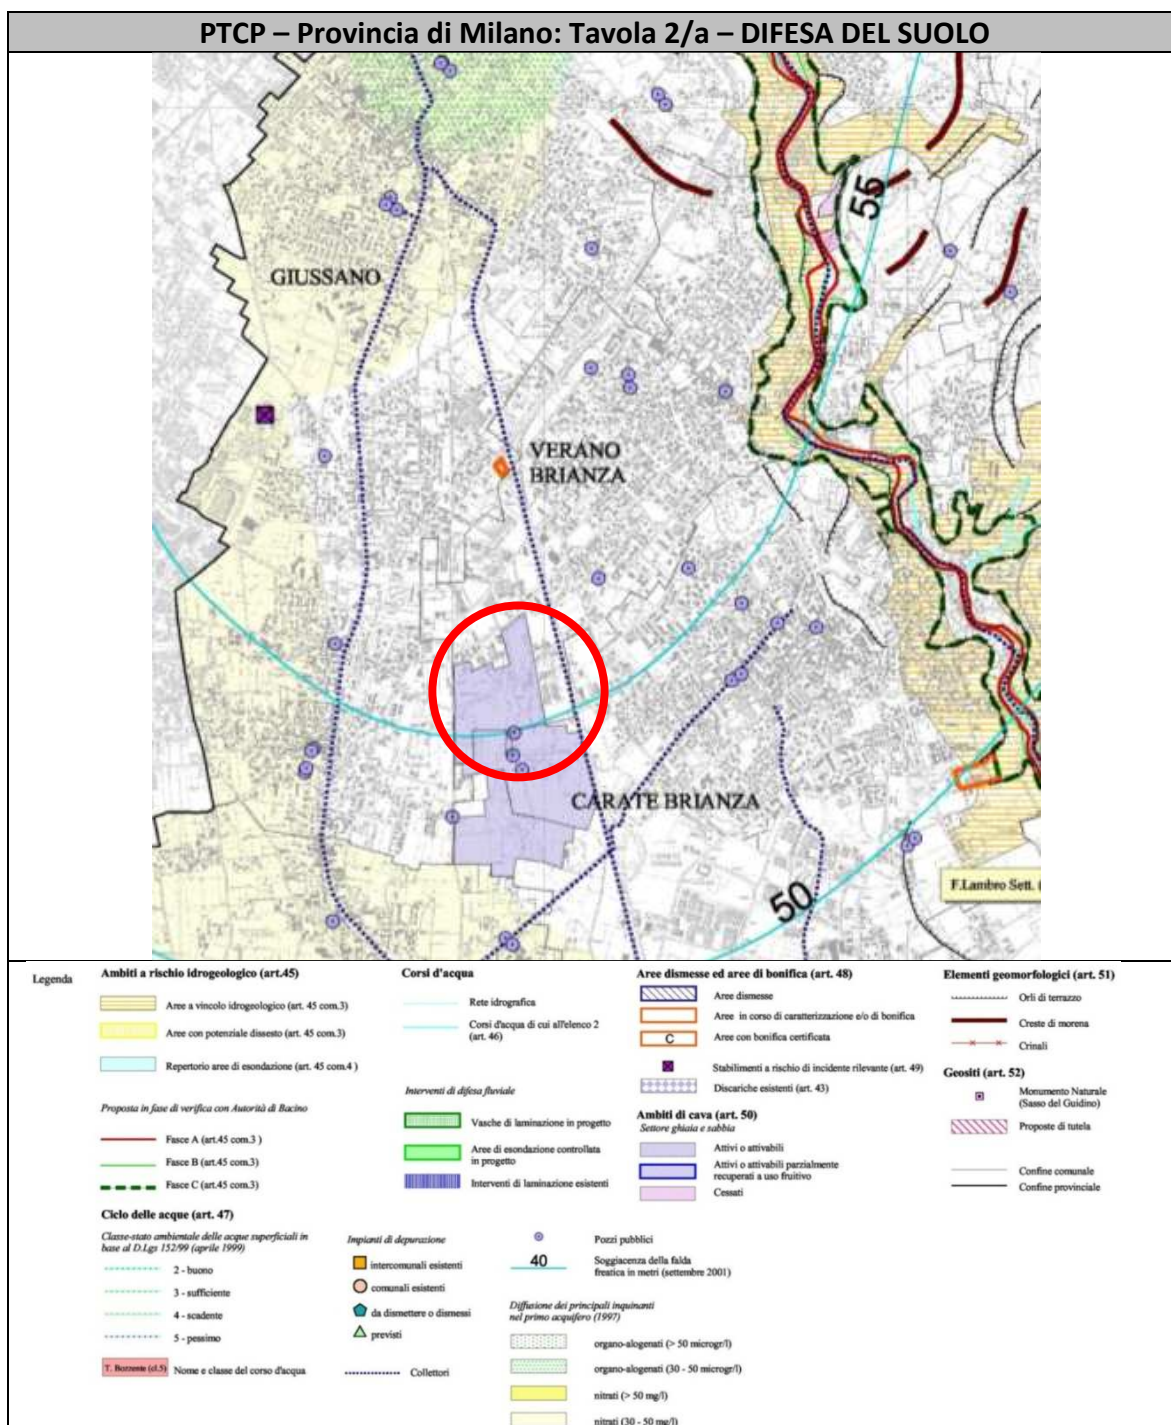 PTCP – Provincia di Milano: Tavola 2/a – DIFESA DEL SUOLO
55
GIUSSANO
VERANO
BRIANZA
CARATE BRIANZA
50
F.Lambro Sett.
Legenda
Ambiti a rischio idrogeologico (art.45)
Aree a vincolo idrogeologico (art. 45 com.3)
Aree con potenziale dissesto (art. 45 com.3)
Repertorio aree di esondazione (art. 45 com.4 )
Proposta in fase di verifica con Autorità di Bacino
Fasce A (art.45 com.3 )
Fasce B (art.45 com.3)
Fasce C (art.45 com.3)
Corsi d'acqua
Rete idrografica
Corsi d'acqua di cui all'elenco 2
(art. 46)
Interventi di difesa fluviale
Vasche di laminazione in progetto
Aree di esondazione controllata
in progetto
Interventi di laminazione esistenti
Aree dismesse ed aree di bonifica (art. 48)
Aree dismesse
Aree in corso di caratterizzazione e/o di bonifica
C Aree con bonifica certificata
Stabilimenti a rischio di incidente rilevante (art. 49)
Discariche esistenti (art. 43)
Ambiti di cava (art. 50)
Settore ghiaia e sabbia
Attivi o attivabili
Attivi o attivabili parzialmente
recuperati a uso fruitivo
Cessati
Elementi geomorfologici (art. 51)
Orli di terrazzo
Creste di morena
Crinali
Geositi (art. 52)
Monumento Naturale
(Sasso del Guidino)
Proposte di tutela
Confine comunale
Confine provinciale
Ciclo delle acque (art. 47)
Classe-stato ambientale delle acque superficiali in
base al D.Lgs 152/99 (aprile 1999)
2 - buono
3 - sufficiente
4 - scadente
5 - pessimo
T. Bozzente (cl.5) Nome e classe del corso d'acqua
Impianti di depurazione
intercomunali esistenti
comunali esistenti
da dismettere o dismessi
previsti
Collettori
Pozzi pubblici
40 Soggiacenza della falda
freatica in metri (settembre 2001)
Diffusione dei principali inquinanti
nel primo acquifero (1997)
organo-alogenati (> 50 microgr/l)
organo-alogenati (30 - 50 microgr/l)
nitrati (> 50 mg/l)
nitrati (30 - 50 mg/l)